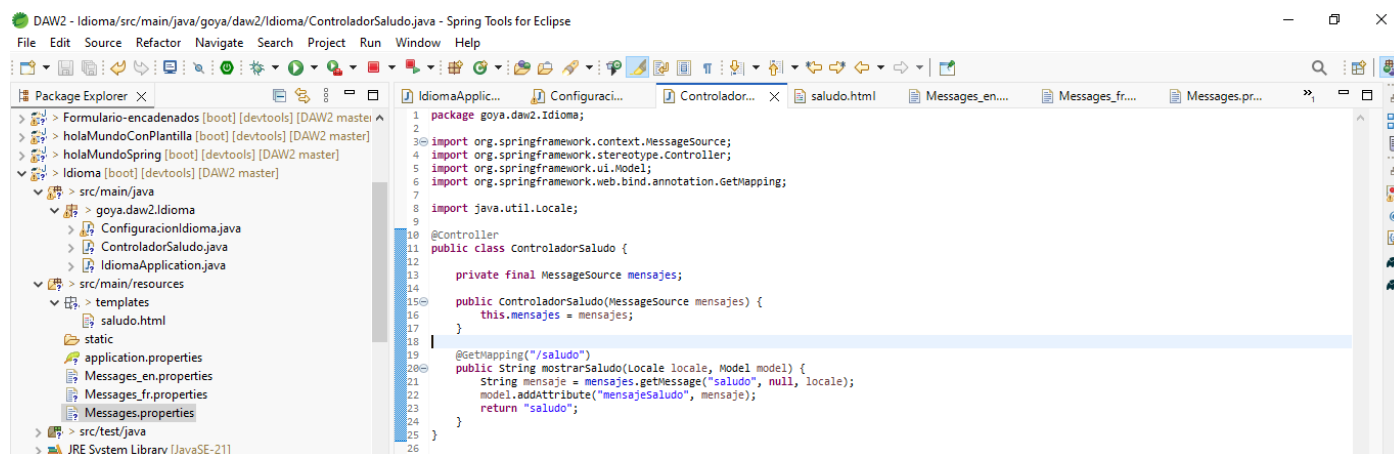 DAW2 - Idioma/src/main/java/goya/daw2/Idioma/ControladorSaludo.java - Spring Tools for Eclipse
File Edit Source Refactor Navigate Search Project Run Window Help
Package Explorer
> Formulario-encadenados [boot] [devtools] [DAW2 master
> holaMundoConPlantilla [boot] [devtools] [DAW2 master]
> holaMundoSpring [boot] [devtools] [DAW2 master]
> Idioma [boot] [devtools] [DAW2 master]
> src/main/java
> goya.daw2.Idioma
ConfiguracionIdioma.java
ControladorSaludo.java
IdiomaApplication.java
> src/main/resources
> templates
saludo.html
static
application.properties
Messages_en.properties
Messages_fr.properties
Messages.properties
> src/test/java
JRE System Library [JavaSE-21]
IdiomaApplic... Configuraci... Controlador... saludo.html Messages_en.... Messages_fr.... Messages.pr... »1
1 package goya.daw2.Idioma;
2
3 import org.springframework.context.MessageSource;
4 import org.springframework.stereotype.Controller;
5 import org.springframework.ui.Model;
6 import org.springframework.web.bind.annotation.GetMapping;
7
8 import java.util.Locale;
9
10 @Controller
11 public class ControladorSaludo {
12
13 private final MessageSource mensajes;
14
15 public ControladorSaludo(MessageSource mensajes) {
16 this.mensajes = mensajes;
17 }
18
19 @GetMapping("/saludo")
20 public String mostrarSaludo(Locale locale, Model model) {
21 String mensaje = mensajes.getMessage("saludo", null, locale);
22 model.addAttribute("mensajeSaludo", mensaje);
23 return "saludo";
24 }
25 }
26